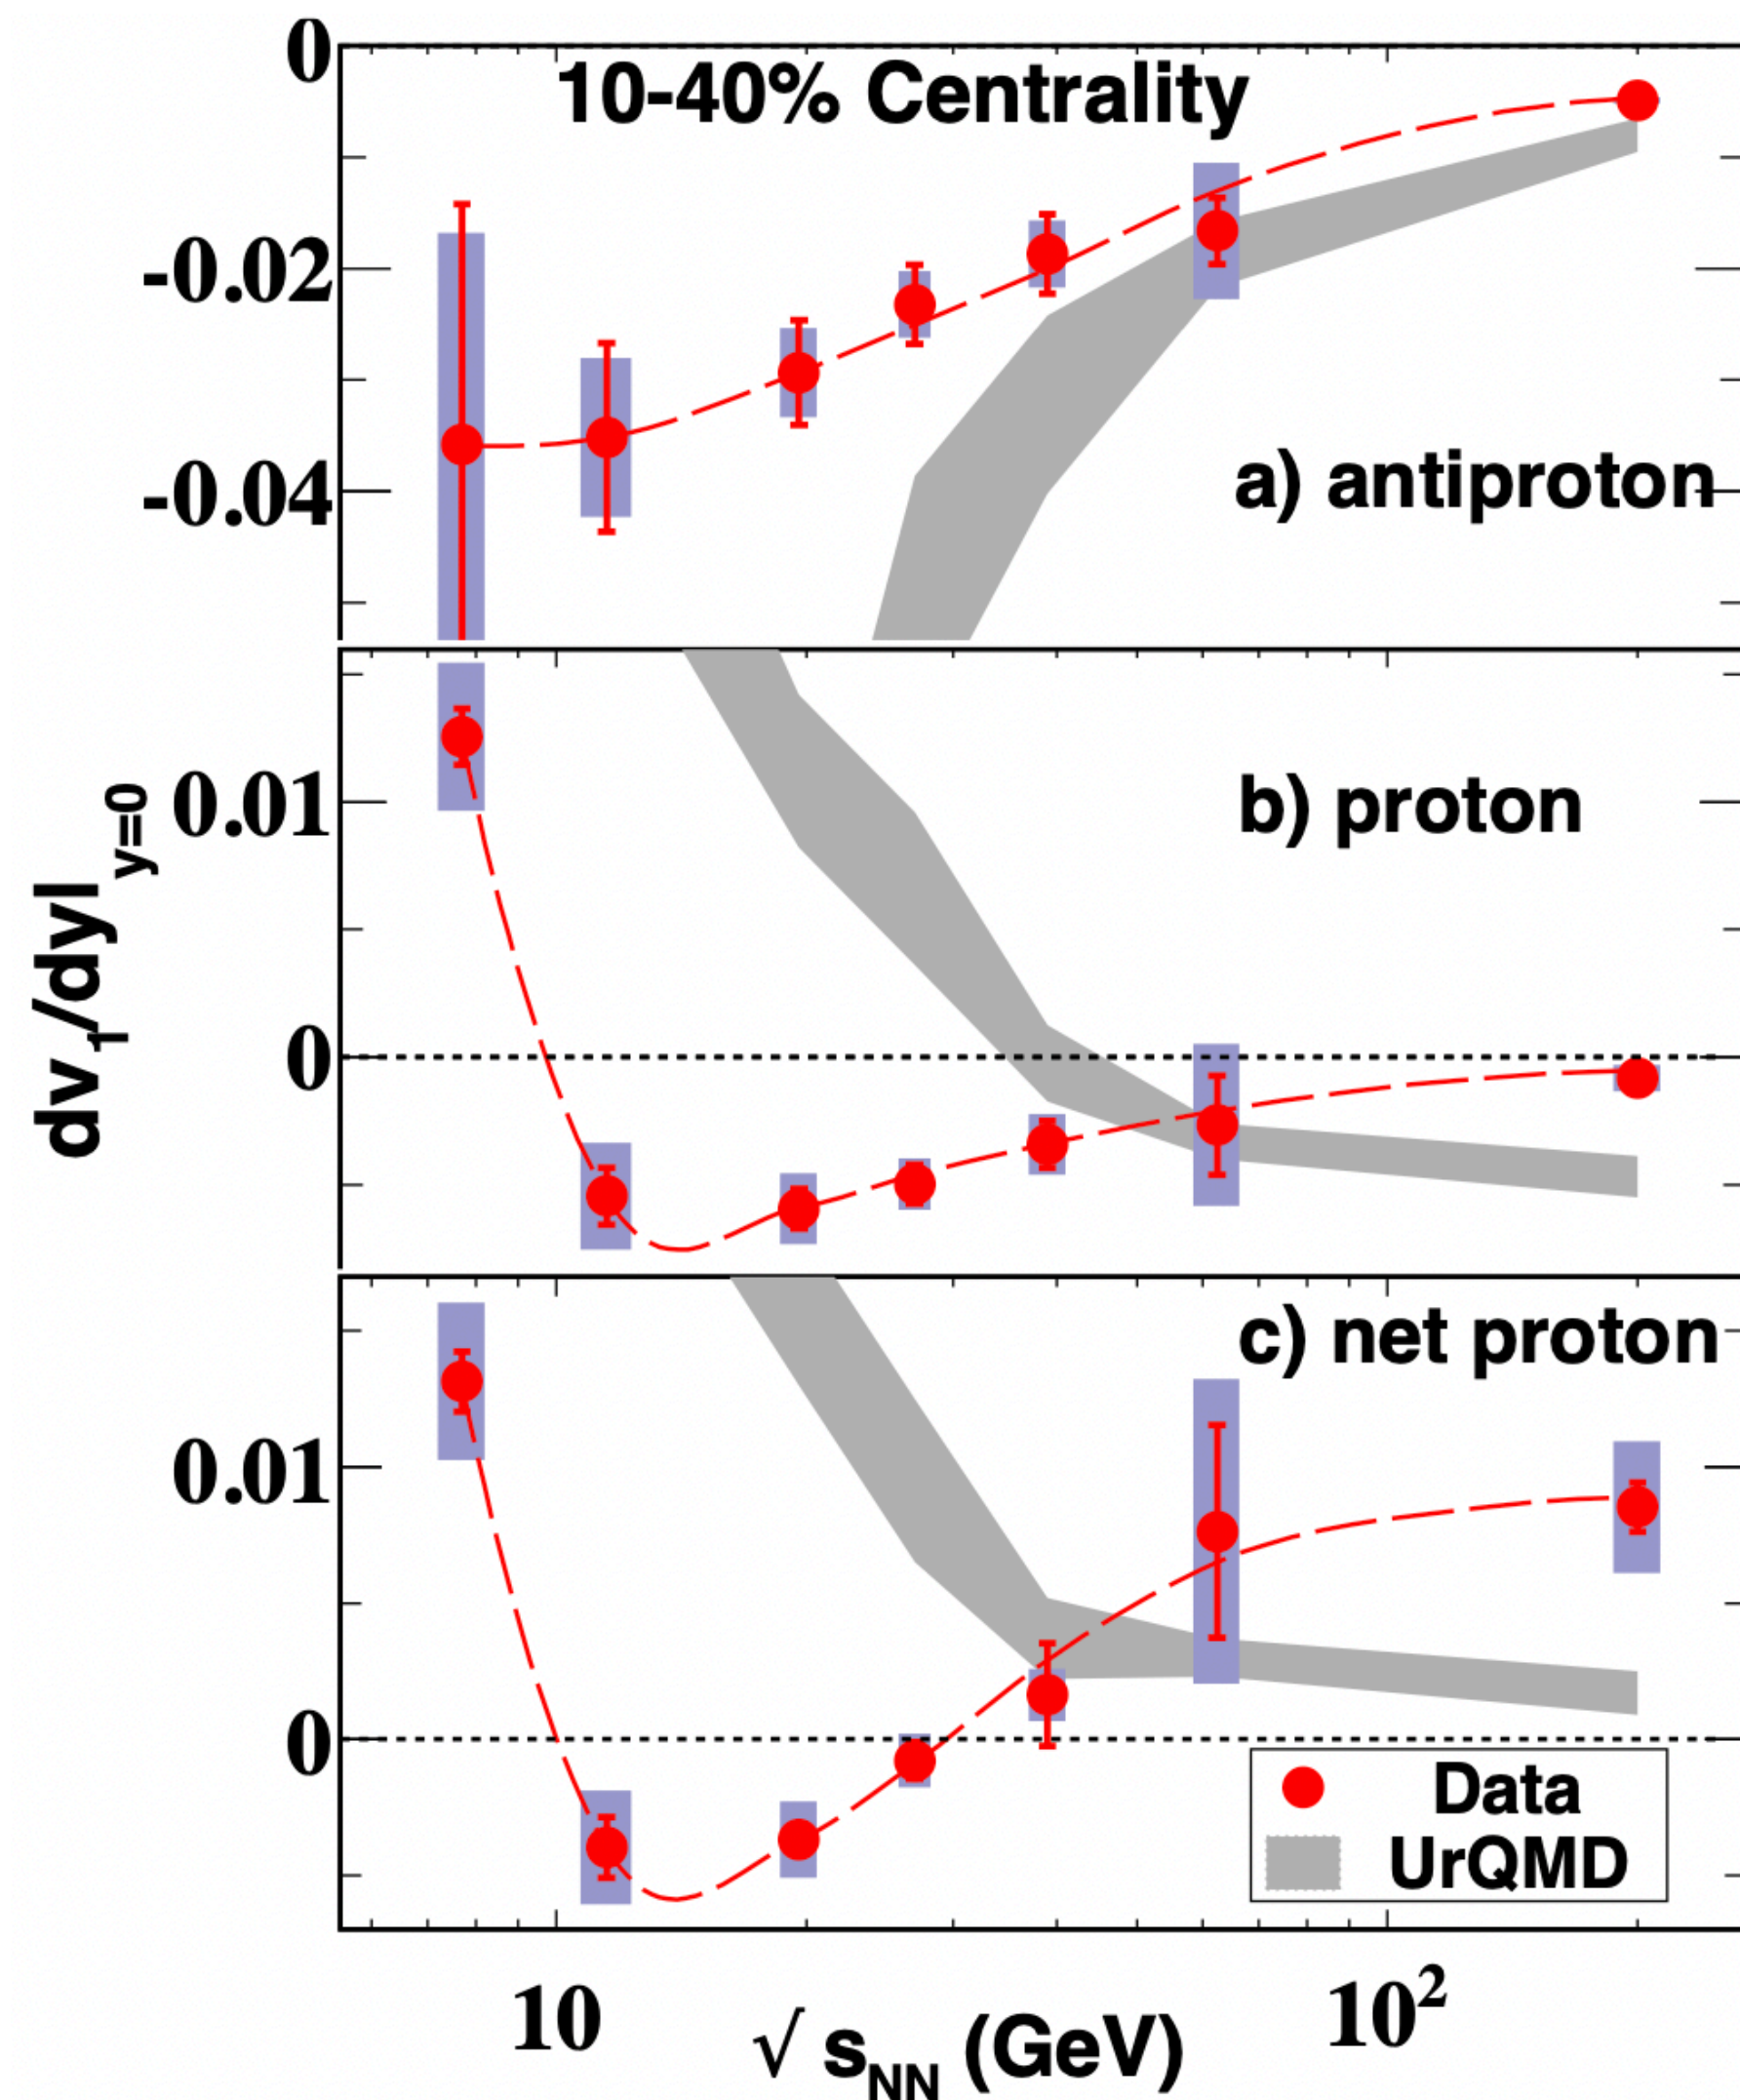 0
10-40% Centrality
-0.02
-0.04
a) antiproton
0.01
b) proton
0
dv1/dy|y=0
c) net proton
0.01
0
Data
UrQMD
10
10²
√ sNN (GeV)